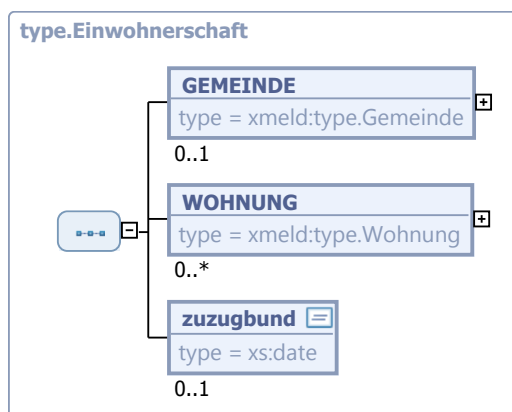 type.Einwohnerschaft
GEMEINDE
type = xmeld:type.Gemeinde
0..1
WOHNUNG
type = xmeld:type.Wohnung
0..*
zuzugbund
type = xs:date
0..1